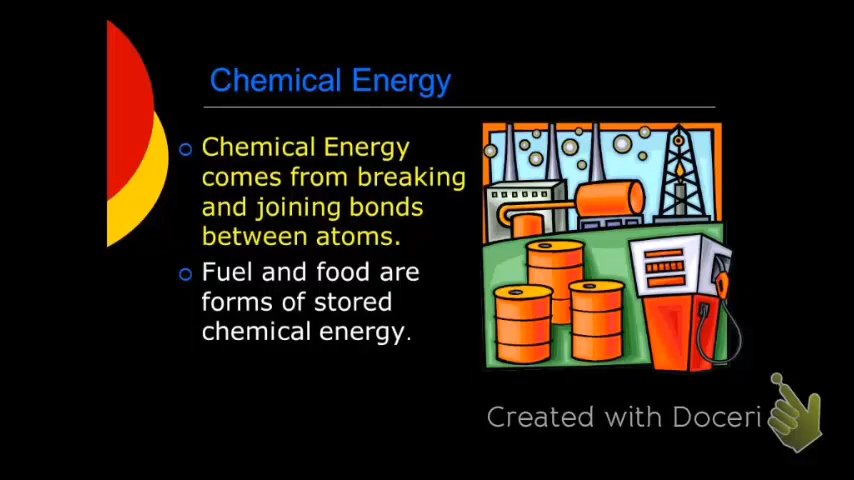 Chemical Energy
Chemical Energy
comes from breaking
and joining bonds
between atoms.
Fuel and food are
forms of stored
chemical energy.
Created with Doceri